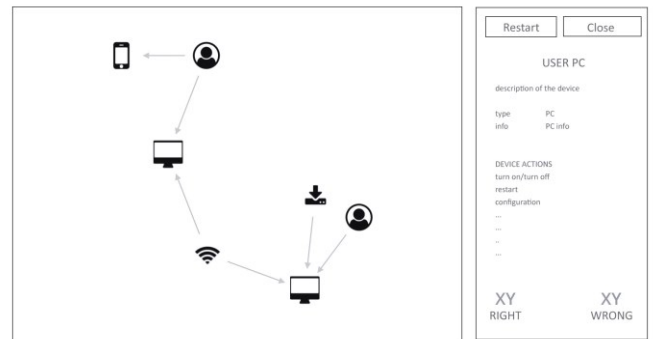 Restart Close
USER PC
description of the device
type PC
info PC info
DEVICE ACTIONS
turn on/turn off
restart
configuration
...
...
..
...
XY XY
RIGHT WRONG